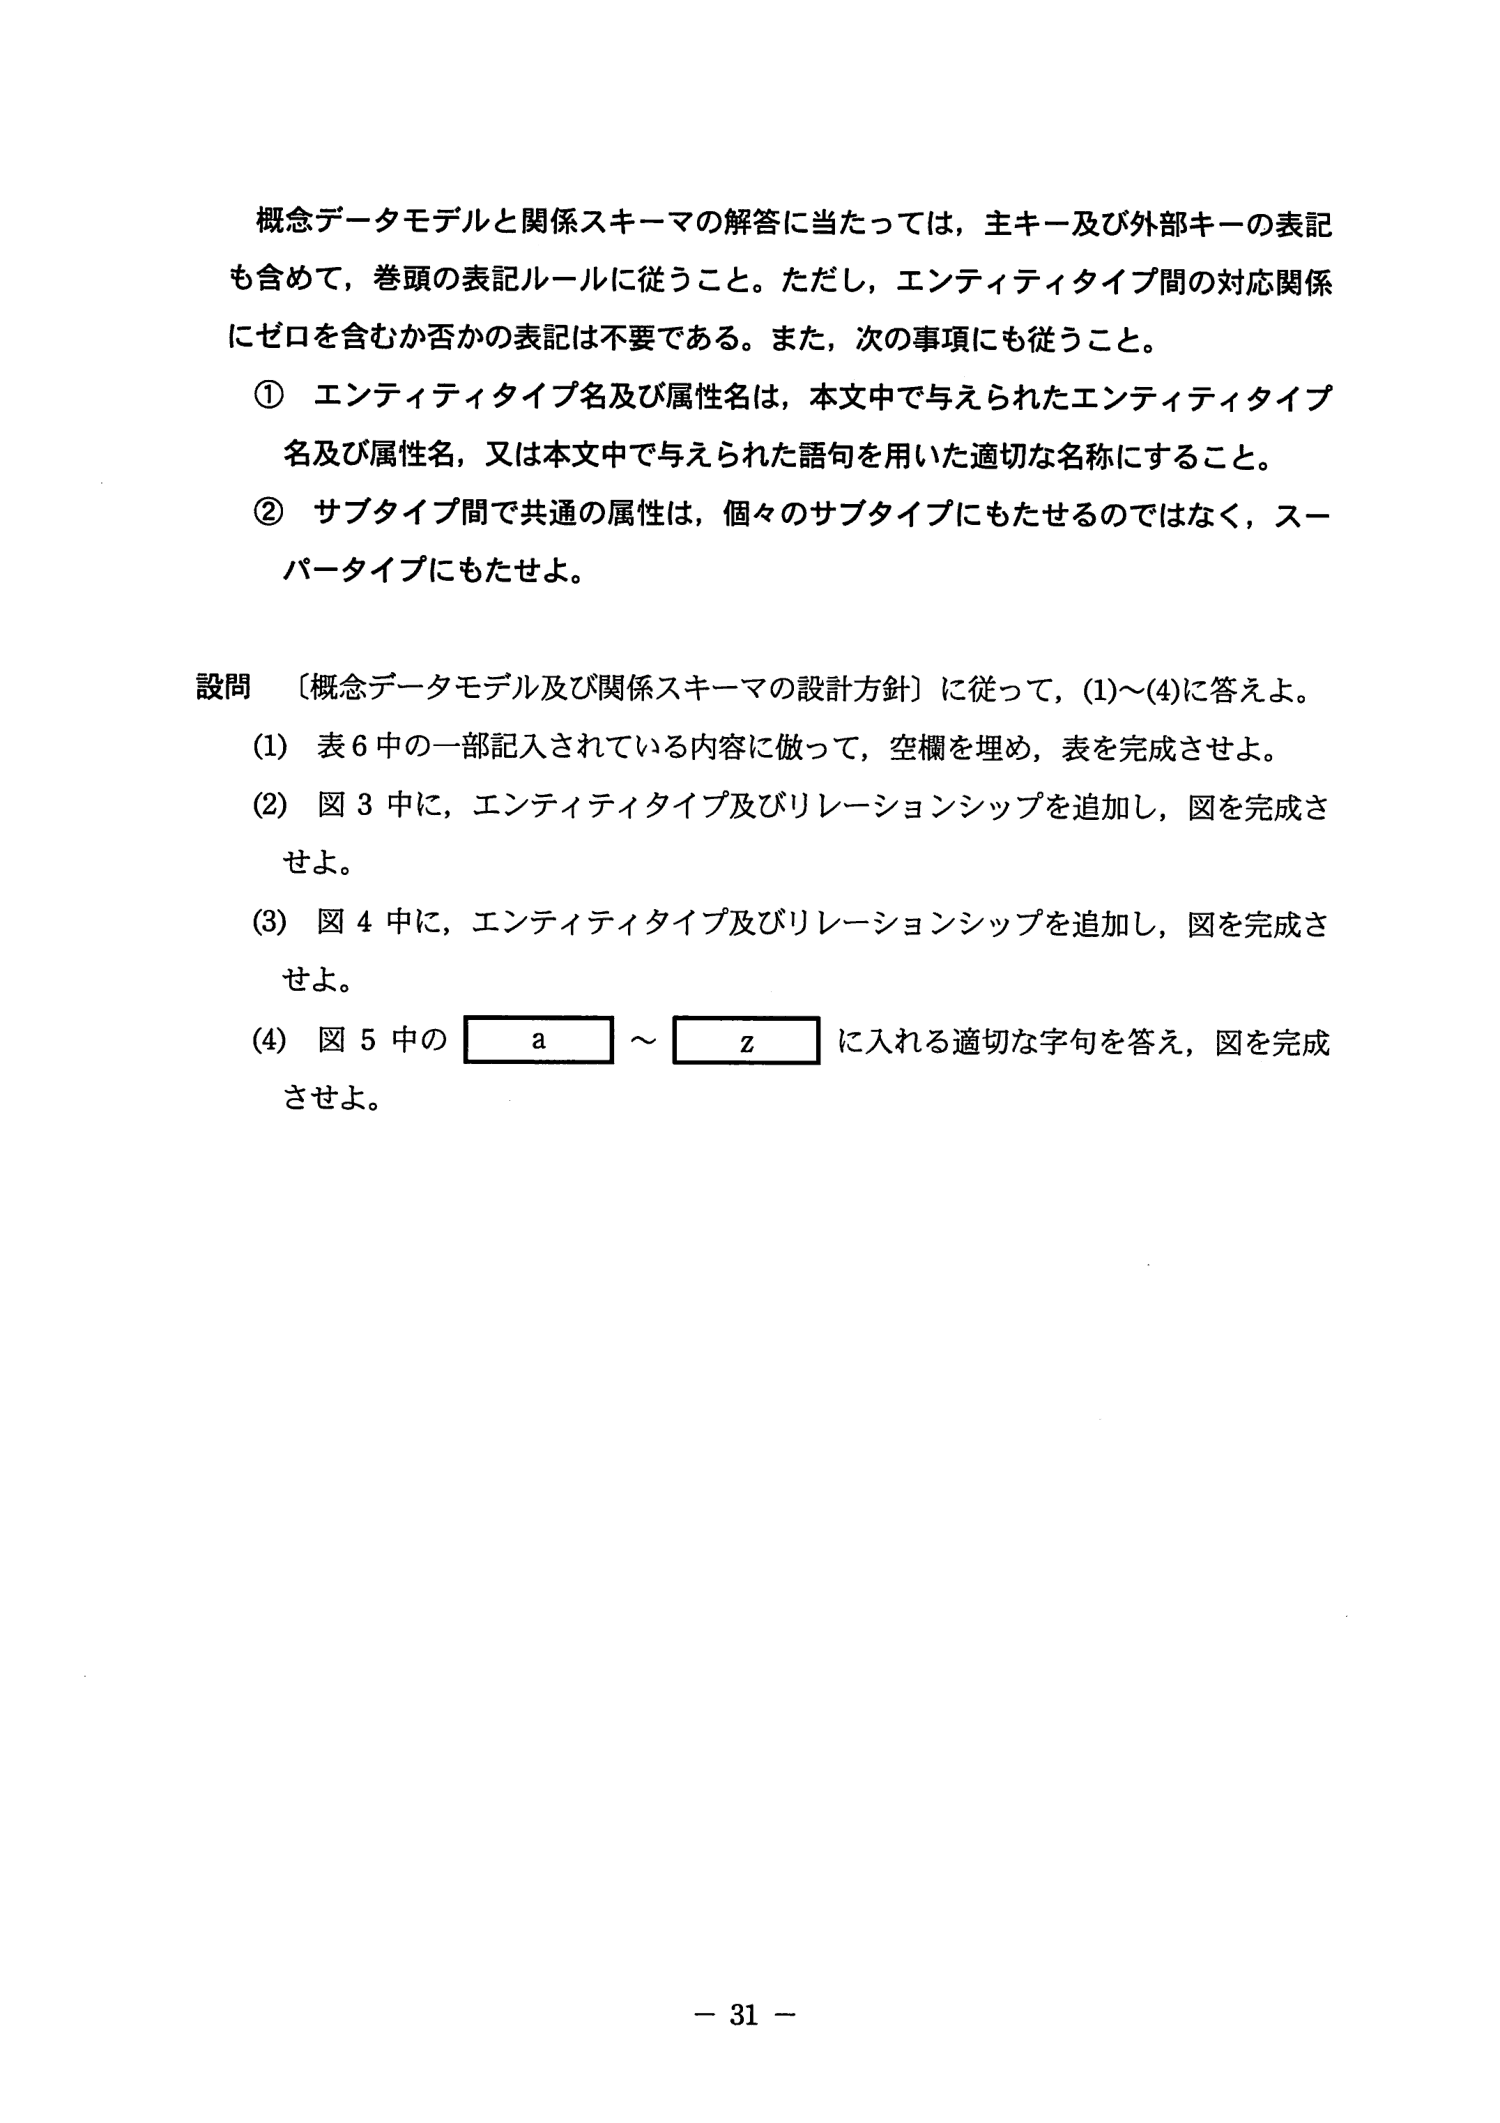 概念データモデルと関係スキーマの解答に当たっては，主キー及び外部キーの表記
も含めて，巻頭の表記ルールに従うこと。ただし，エンティティタイプ間の対応関係
にゼロを含むか否かの表記は不要である。また，次の事項にも従うこと。
① エンティティタイプ名及び属性名は，本文中で与えられたエンティティタイプ
名及び属性名，又は本文中で与えられた語句を用いた適切な名称にすること。
② サブタイプ間で共通の属性は，個々のサブタイプにもたせるのではなく，スー
パータイプにもたせよ。
設問 〔概念データモデル及び関係スキーマの設計方針〕に従って，(1)～(4)に答えよ。
(1) 表6中の一部記入されている内容に倣って，空欄を埋め，表を完成させよ。
(2) 図 3 中に，エンティティタイプ及びリレーションシップを追加し，図を完成さ
せよ。
(3) 図 4 中に，エンティティタイプ及びリレーションシップを追加し，図を完成さ
せよ。
(4) 図 5 中の a ～ z に入れる適切な字句を答え，図を完成
させよ。
－ 31 －